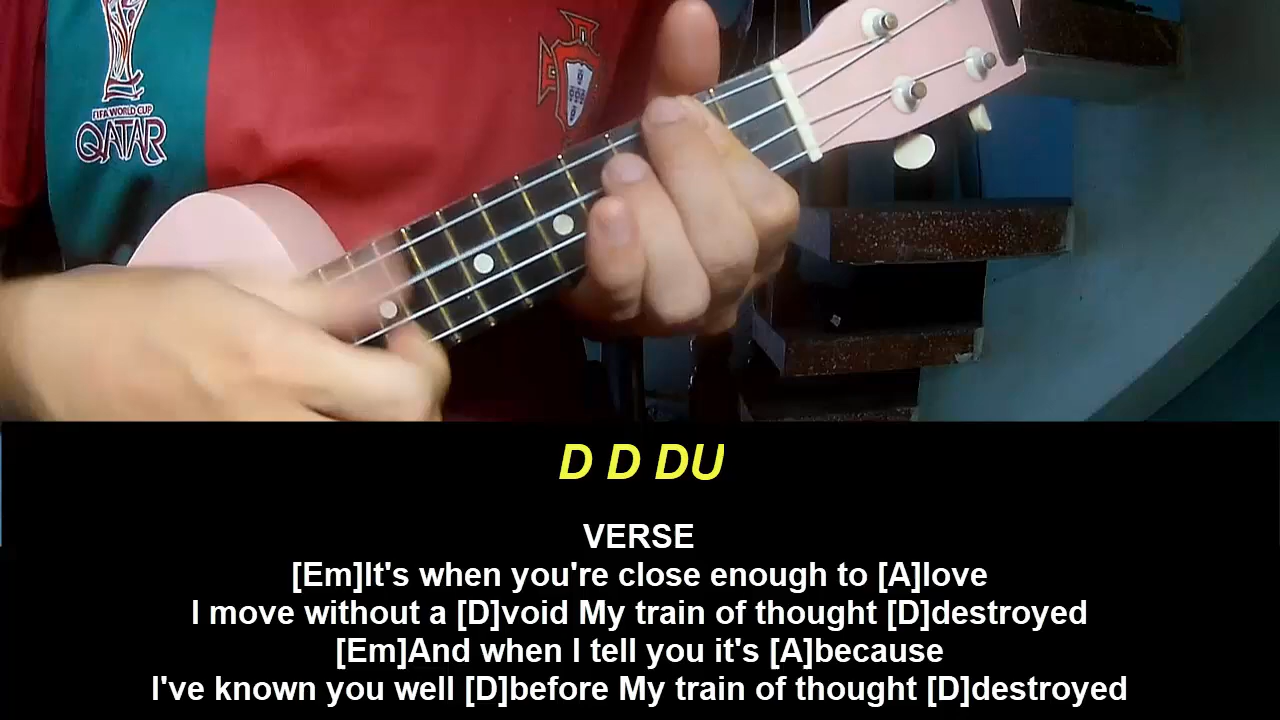 FIFA WORLD CUP
QATAR
D D DU
VERSE
[Em]It's when you're close enough to [A]love
I move without a [D]void My train of thought [D]destroyed
[Em]And when I tell you it's [A]because
I've known you well [D]before My train of thought [D]destroyed